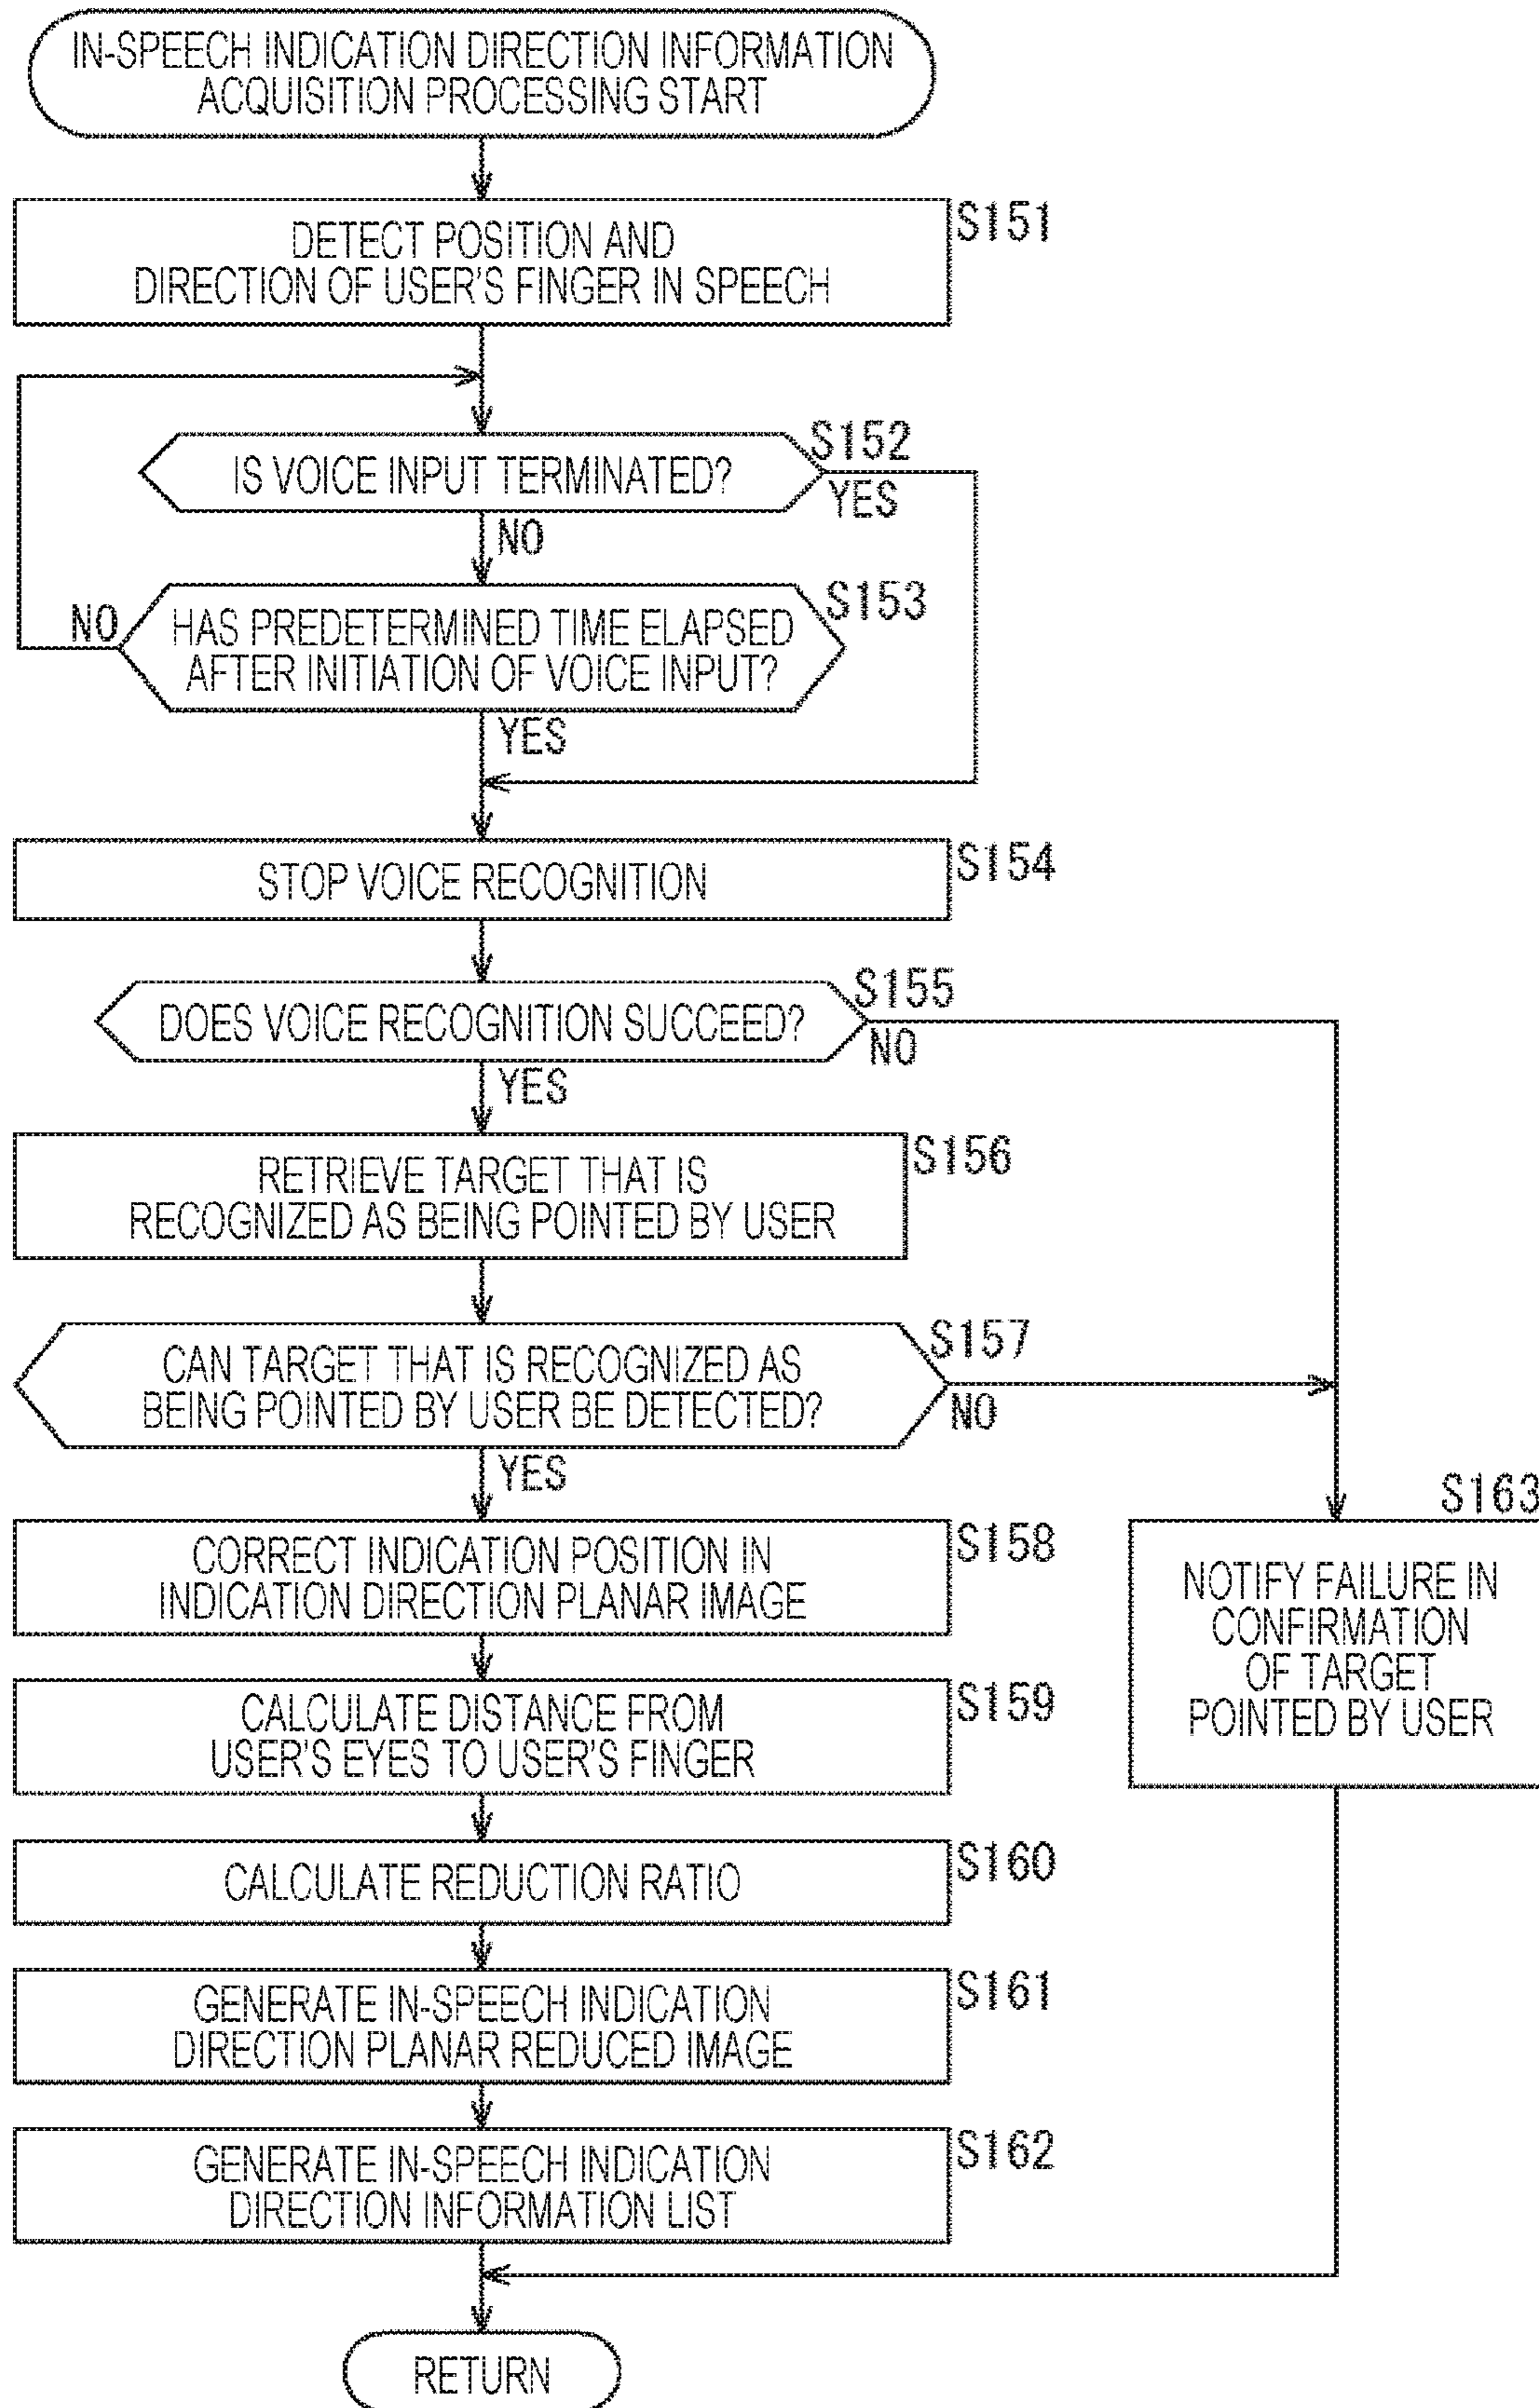 IN-SPEECH INDICATION DIRECTION INFORMATION
ACQUISITION PROCESSING START
S151
DETECT POSITION AND
DIRECTION OF USER'S FINGER IN SPEECH
S152
IS VOICE INPUT TERMINATED?
YES
NO
S153
NO
HAS PREDETERMINED TIME ELAPSED
AFTER INITIATION OF VOICE INPUT?
YES
S154
STOP VOICE RECOGNITION
S155
DOES VOICE RECOGNITION SUCCEED?
NO
YES
S156
RETRIEVE TARGET THAT IS
RECOGNIZED AS BEING POINTED BY USER
S157
CAN TARGET THAT IS RECOGNIZED AS
BEING POINTED BY USER BE DETECTED?
NO
YES
S158
CORRECT INDICATION POSITION IN
INDICATION DIRECTION PLANAR IMAGE
S163
NOTIFY FAILURE IN
CONFIRMATION
OF TARGET
POINTED BY USER
S159
CALCULATE DISTANCE FROM
USER'S EYES TO USER'S FINGER
S160
CALCULATE REDUCTION RATIO
S161
GENERATE IN-SPEECH INDICATION
DIRECTION PLANAR REDUCED IMAGE
S162
GENERATE IN-SPEECH INDICATION
DIRECTION INFORMATION LIST
RETURN